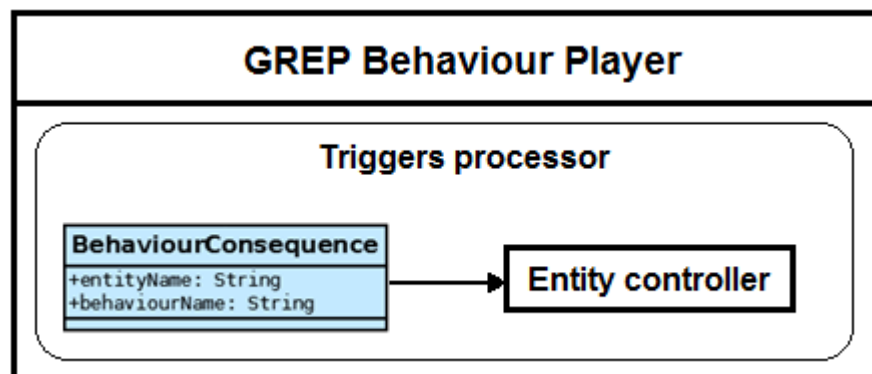 GREP Behaviour Player
Triggers processor
BehaviourConsequence
+entityName: String
+behaviourName: String
Entity controller